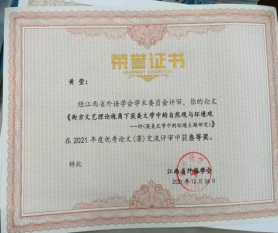 荣誉证书
黄莹：
经江西省外语学会学术委员会评审，你的论文
《西方文艺理论视角下英美文学中的自然观与环境观
——评《英美文学中的环境主题研究》》
在2021年度优秀论文(著)交流评审中获叁等奖。
特此
江西省外语学会
2021年12月26日